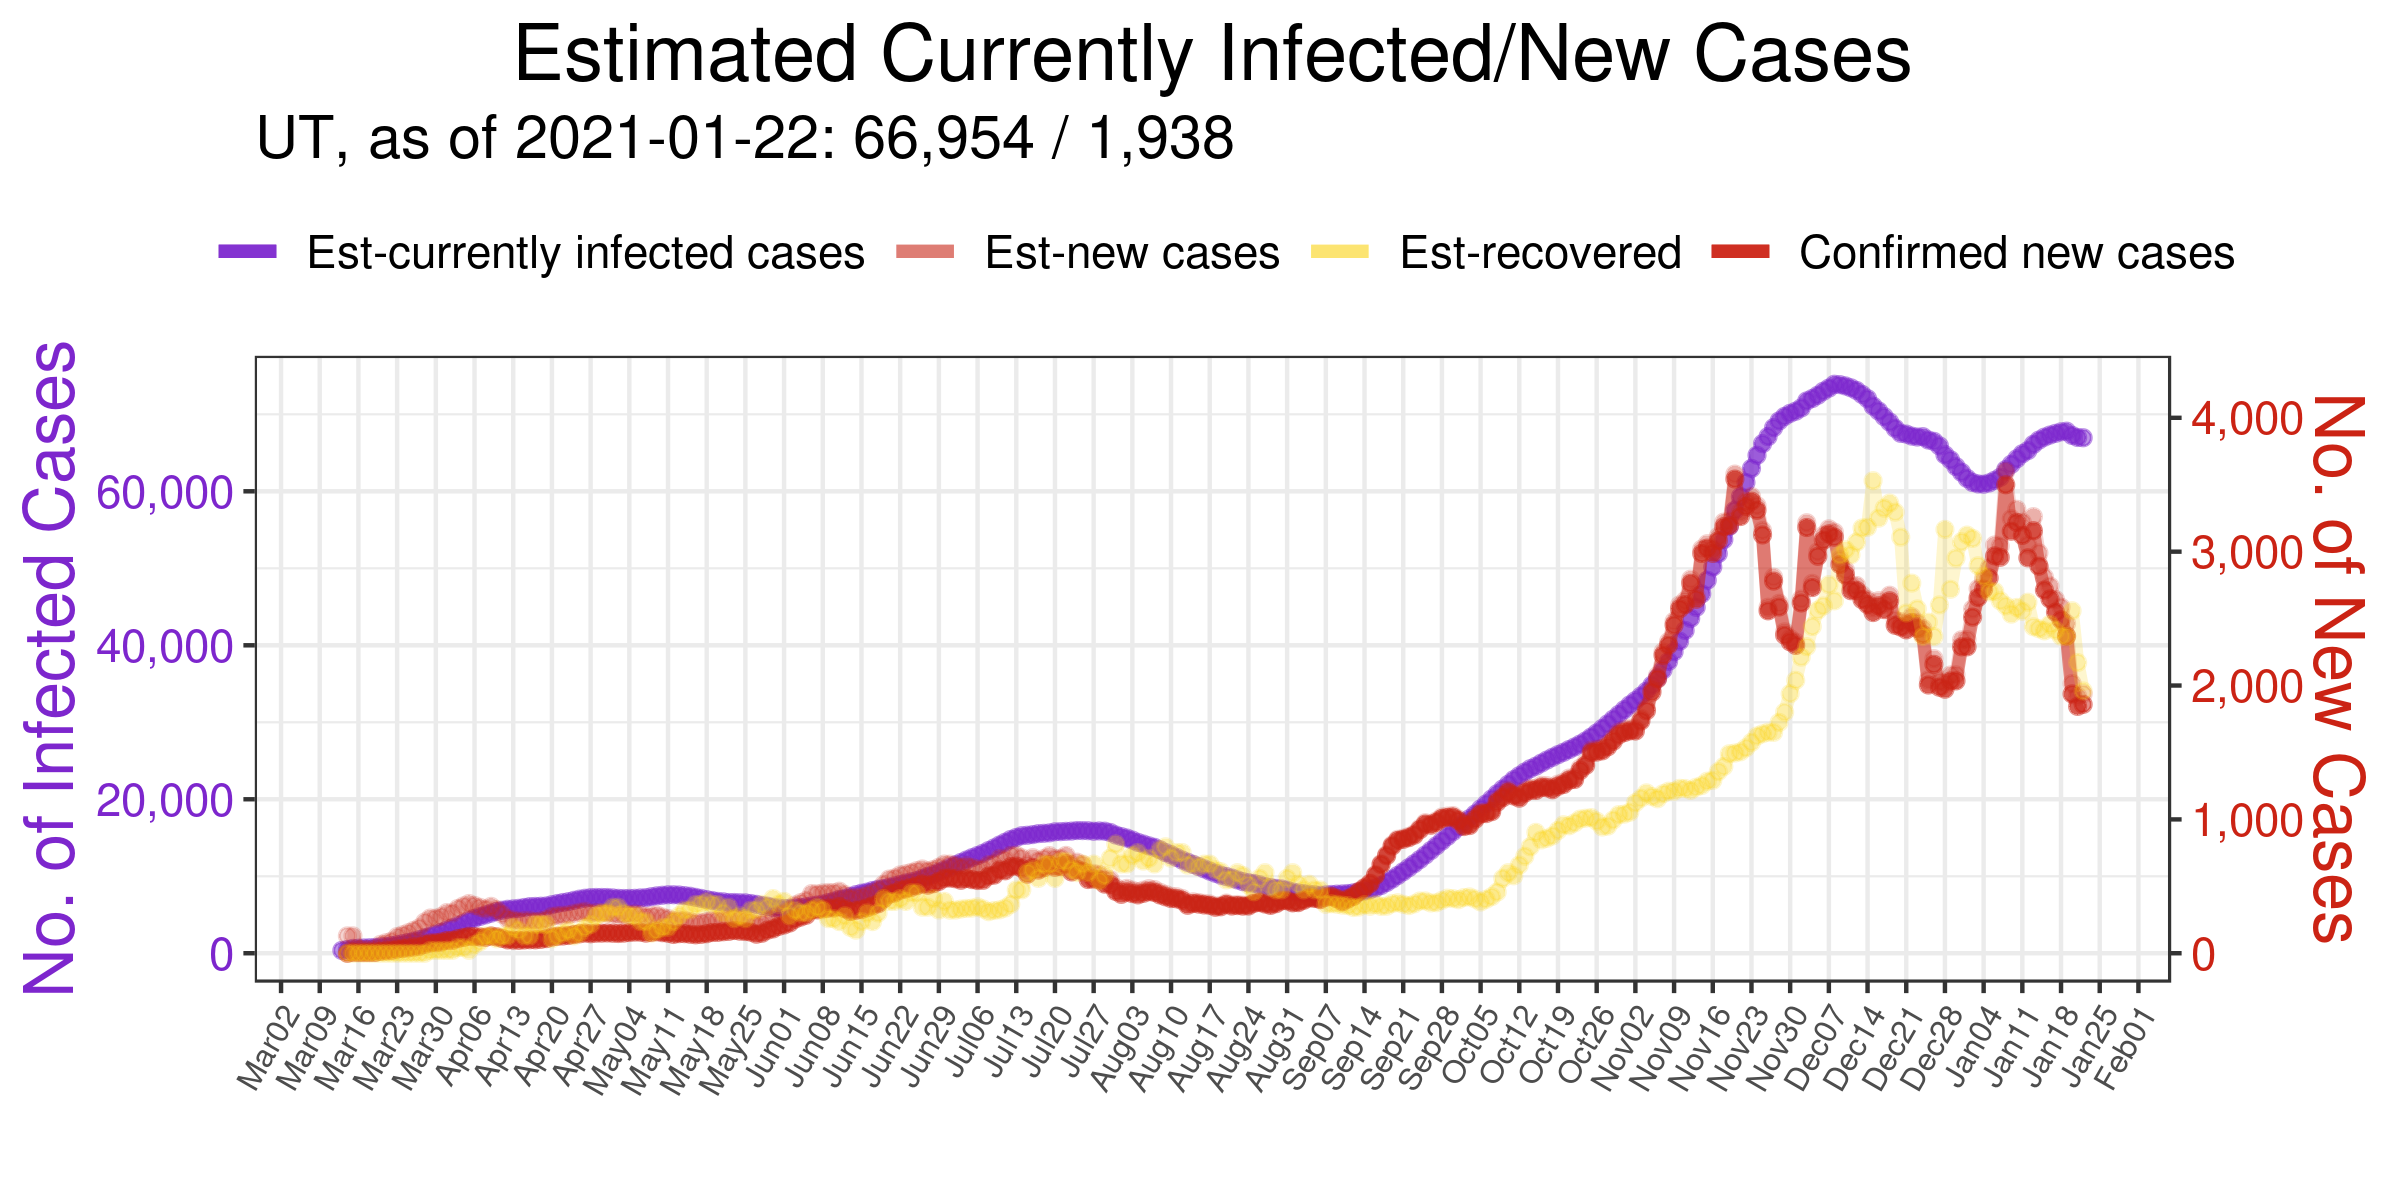 Estimated Currently Infected/New Cases
UT, as of 2021-01-22: 66,954 / 1,938
Est-currently infected cases Est-new cases Est-recovered Confirmed new cases
No. of Infected Cases
60,000
40,000
20,000
0
4,000
3,000
2,000
1,000
0
No. of New Cases
Mar02 Mar09 Mar16 Mar23 Mar30 Apr06 Apr13 Apr20 Apr27 May04 May11 May18 May25 Jun01 Jun08 Jun15 Jun22 Jun29 Jul06 Jul13 Jul20 Jul27 Aug03 Aug10 Aug17 Aug24 Aug31 Sep07 Sep14 Sep21 Sep28 Oct05 Oct12 Oct19 Oct26 Nov02 Nov09 Nov16 Nov23 Nov30 Dec07 Dec14 Dec21 Dec28 Jan04 Jan11 Jan18 Jan25 Feb01